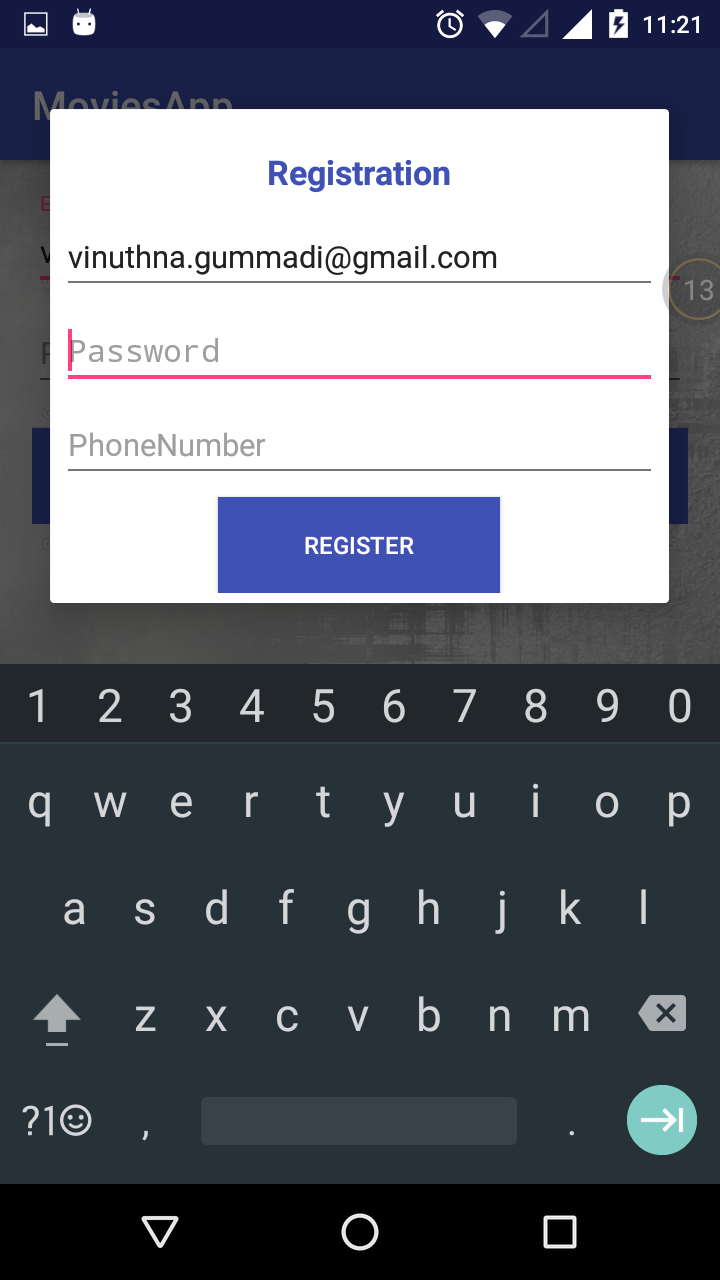 11:21
MoviesApp
Registration
vinuthna.gummadi@gmail.com
13
Password
PhoneNumber
REGISTER
1 2 3 4 5 6 7 8 9 0
q w e r t y u i o p
a s d f g h j k l
z x c v b n m
?1☺ , .